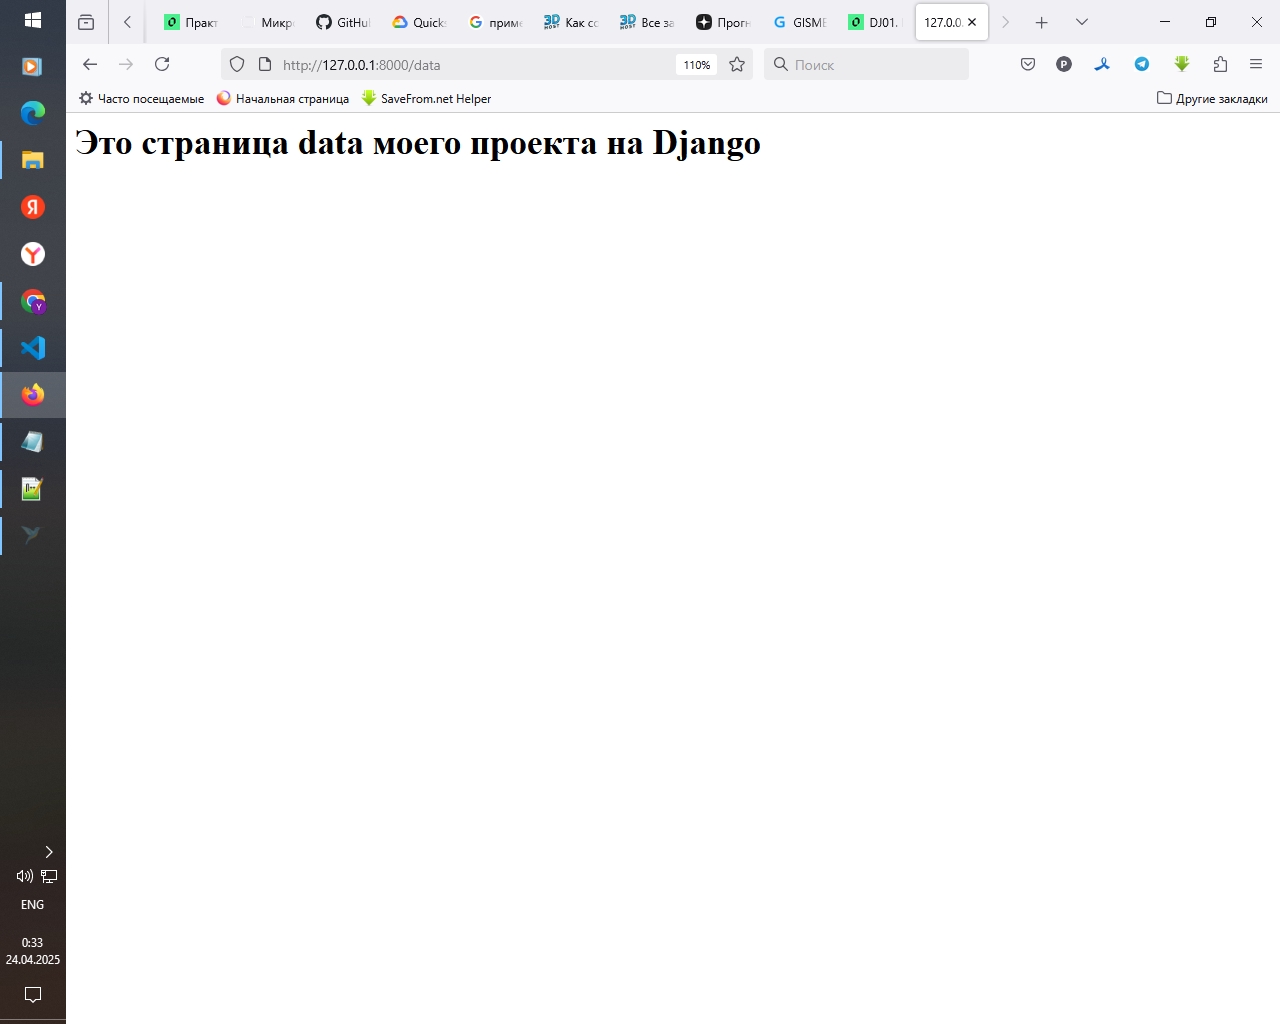 Практ
Микро
GitHu
Quicks
приме
Как со
Все за
Прогн
GISME
DJ01.
127.0.0.
http://127.0.0.1:8000/data
110%
Поиск
Часто посещаемые
Начальная страница
SaveFrom.net Helper
Другие закладки
Это страница data моего проекта на Django
ENG
0:33
24.04.2025